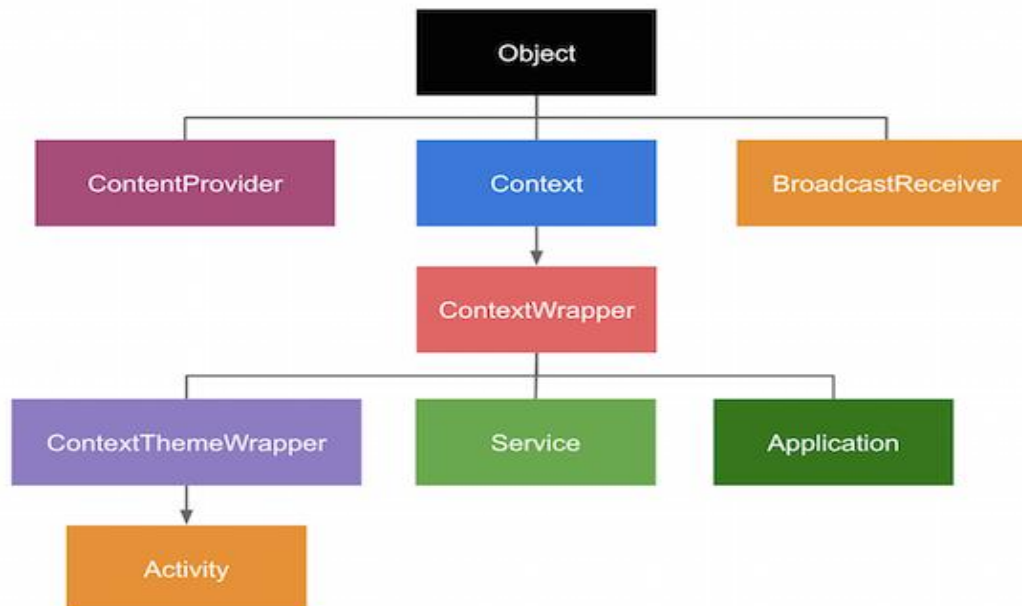 Object
ContentProvider
Context
BroadcastReceiver
ContextWrapper
ContextThemeWrapper
Service
Application
Activity